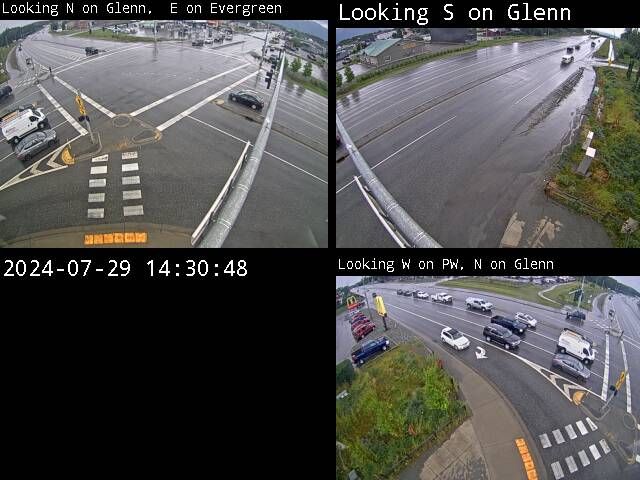 Looking N on Glenn,  E on Evergreen
Looking S on Glenn
2024-07-29 14:30:48
Looking W on PW, N on Glenn